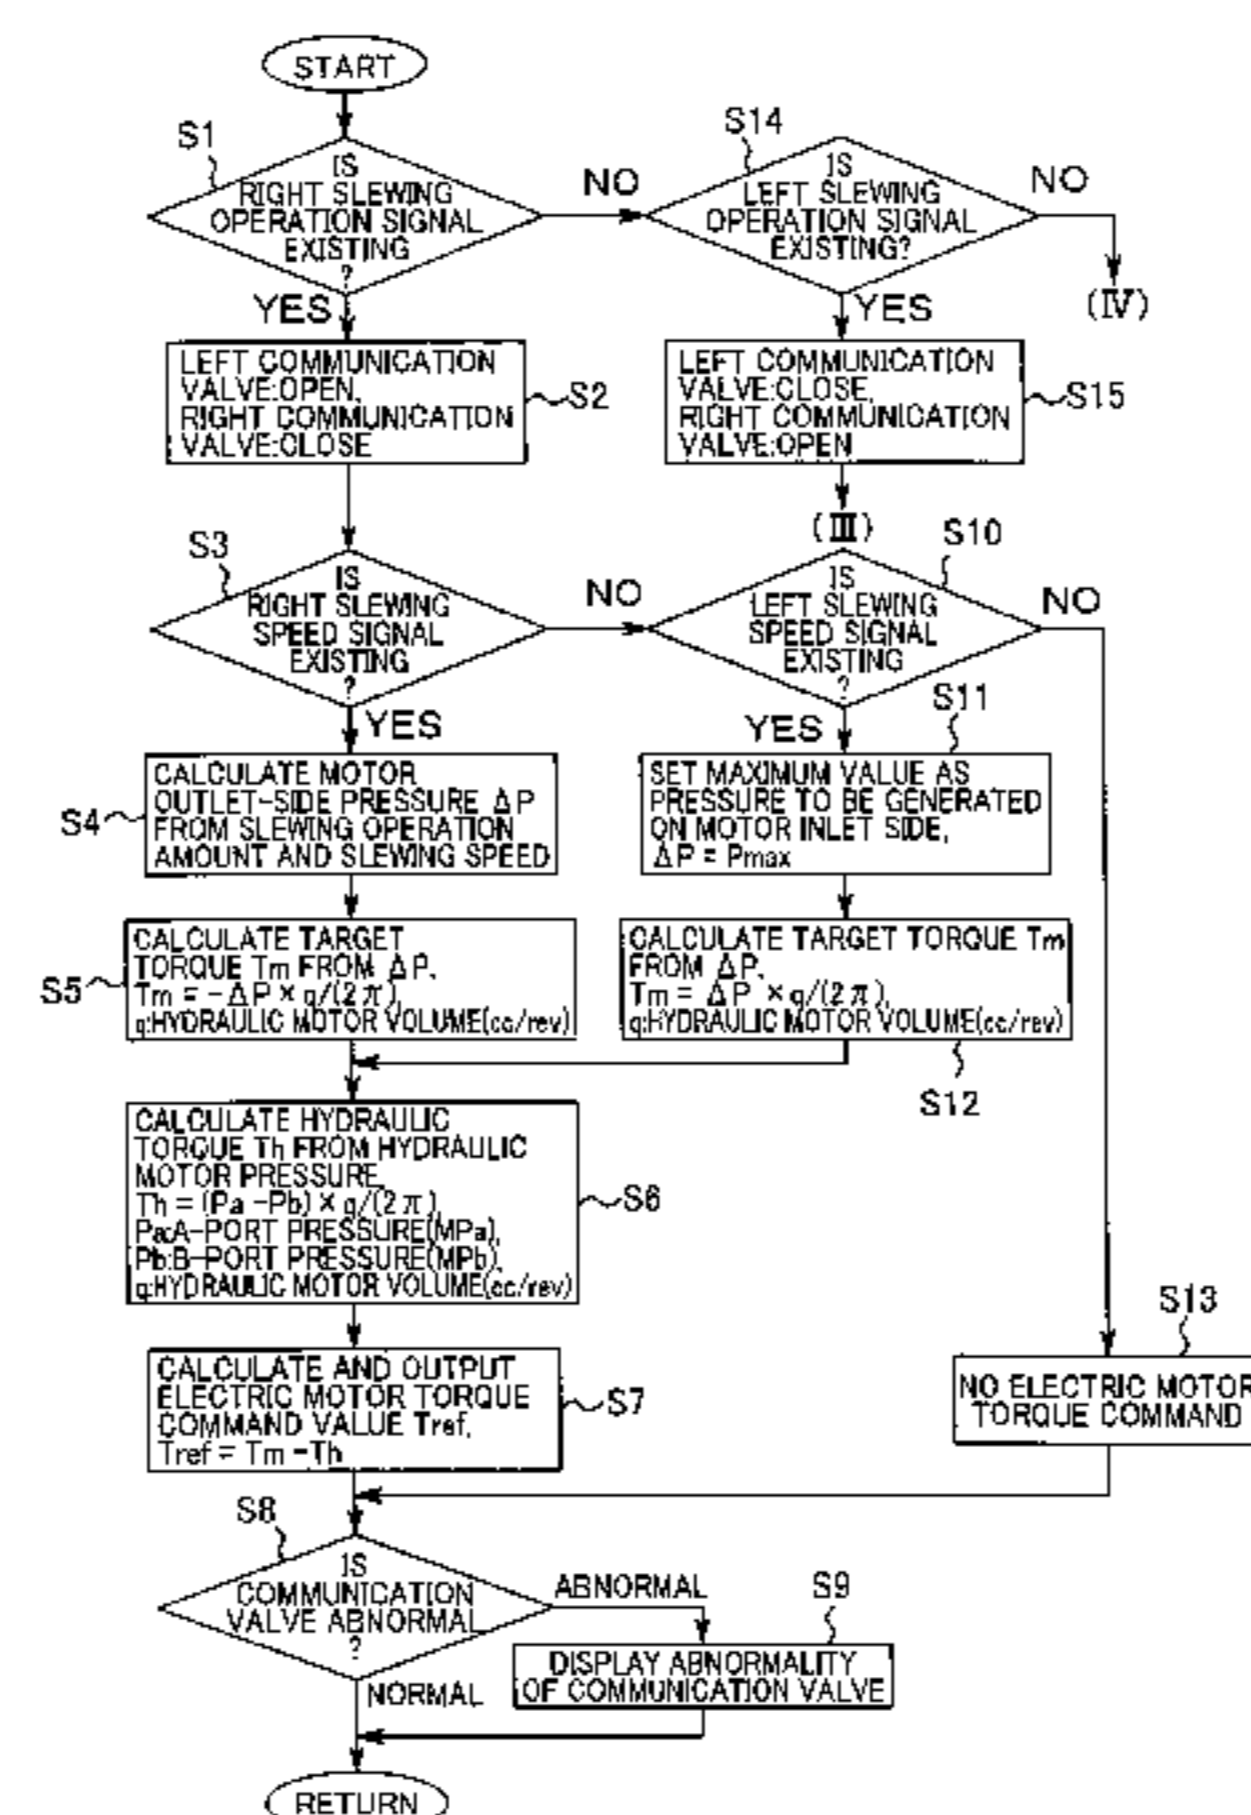 START
S1
IS
RIGHT SLEWING
OPERATION SIGNAL
EXISTING
?
NO
S14
IS
LEFT SLEWING
OPERATION SIGNAL
EXISTING?
NO
(IV)
YES
YES
LEFT COMMUNICATION
VALVE:OPEN,
RIGHT COMMUNICATION
VALVE:CLOSE
S2
LEFT COMMUNICATION
VALVE:CLOSE,
RIGHT COMMUNICATION
VALVE:OPEN
S15
(III)
S3
IS
RIGHT SLEWING
SPEED SIGNAL
EXISTING
?
NO
S10
IS
LEFT SLEWING
SPEED SIGNAL
EXISTING
?
NO
YES
YES
S4
CALCULATE MOTOR
OUTLET-SIDE PRESSURE ΔP
FROM SLEWING OPERATION
AMOUNT AND SLEWING SPEED
S11
SET MAXIMUM VALUE AS
PRESSURE TO BE GENERATED
ON MOTOR INLET SIDE,
ΔP = Pmax
S5
CALCULATE TARGET
TORQUE Tm FROM ΔP,
Tm = -ΔP × q/(2π),
q:HYDRAULIC MOTOR VOLUME(cc/rev)
CALCULATE TARGET TORQUE Tm
FROM ΔP,
Tm = ΔP × q/(2π),
q:HYDRAULIC MOTOR VOLUME(cc/rev)
S12
CALCULATE HYDRAULIC
TORQUE Th FROM HYDRAULIC
MOTOR PRESSURE,
Th = (Pa -Pb) × q/(2π),
Pa:A-PORT PRESSURE(MPa),
Pb:B-PORT PRESSURE(MPb),
q:HYDRAULIC MOTOR VOLUME(cc/rev)
S6
CALCULATE AND OUTPUT
ELECTRIC MOTOR TORQUE
COMMAND VALUE Tref,
Tref = Tm -Th
S7
S13
NO ELECTRIC MOTOR
TORQUE COMMAND
S8
IS
COMMUNICATION
VALVE ABNORMAL
?
ABNORMAL
S9
DISPLAY ABNORMALITY
OF COMMUNICATION VALVE
NORMAL
RETURN